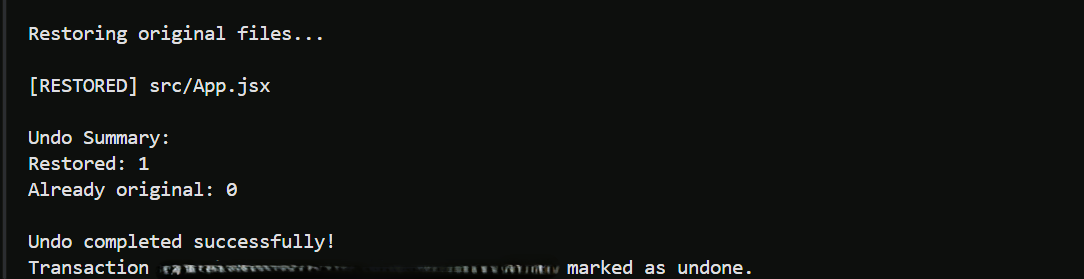 Restoring original files...
[RESTORED] src/App.jsx
Undo Summary:
Restored: 1
Already original: 0
Undo completed successfully!
Transaction marked as undone.